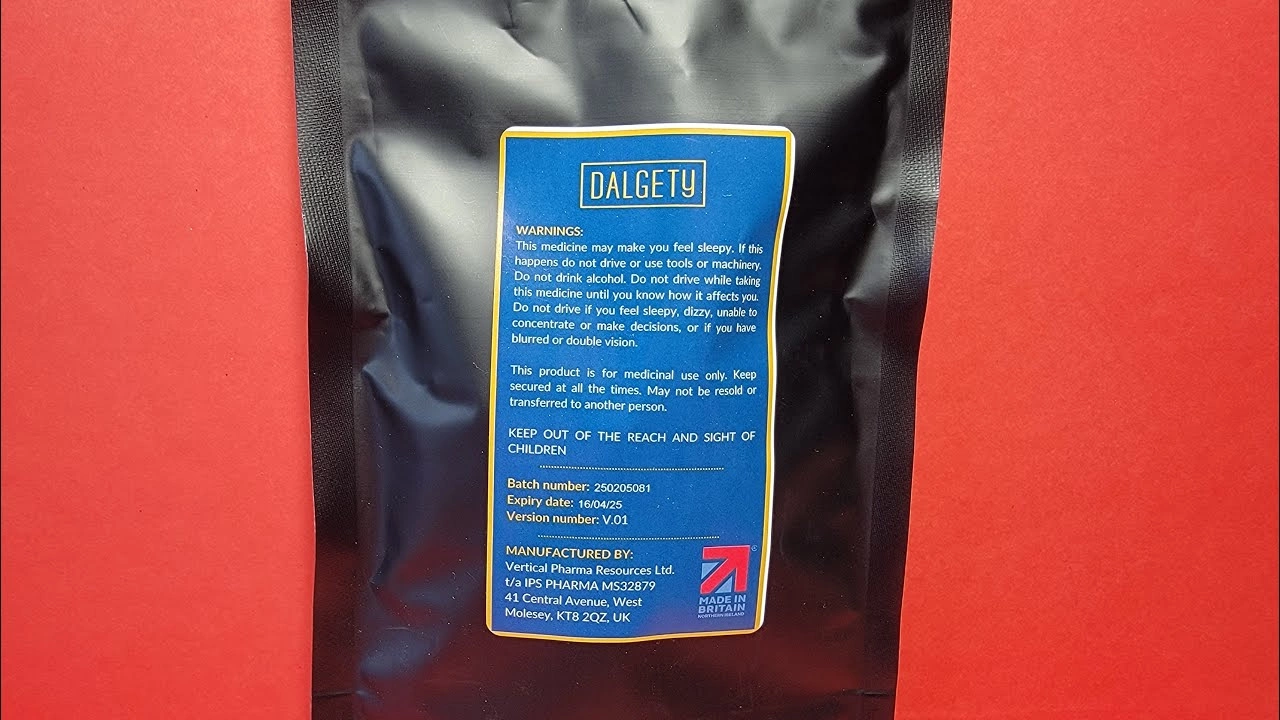 DALGETY
WARNINGS:
This medicine may make you feel sleepy. If this
happens do not drive or use tools or machinery.
Do not drink alcohol. Do not drive while taking
this medicine until you know how it affects you.
Do not drive if you feel sleepy, dizzy, unable to
concentrate or make decisions, or if you have
blurred or double vision.
This product is for medicinal use only. Keep
secured at all the times. May not be resold or
transferred to another person.
KEEP OUT OF THE REACH AND SIGHT OF
CHILDREN
Batch number: 250205081
Expiry date: 16/04/25
Version number: V.01
MANUFACTURED BY:
Vertical Pharma Resources Ltd.
t/a IPS PHARMA MS32879
41 Central Avenue, West
Molesey, KT8 2QZ, UK
MADE IN
BRITAIN
NORTHERN IRELAND